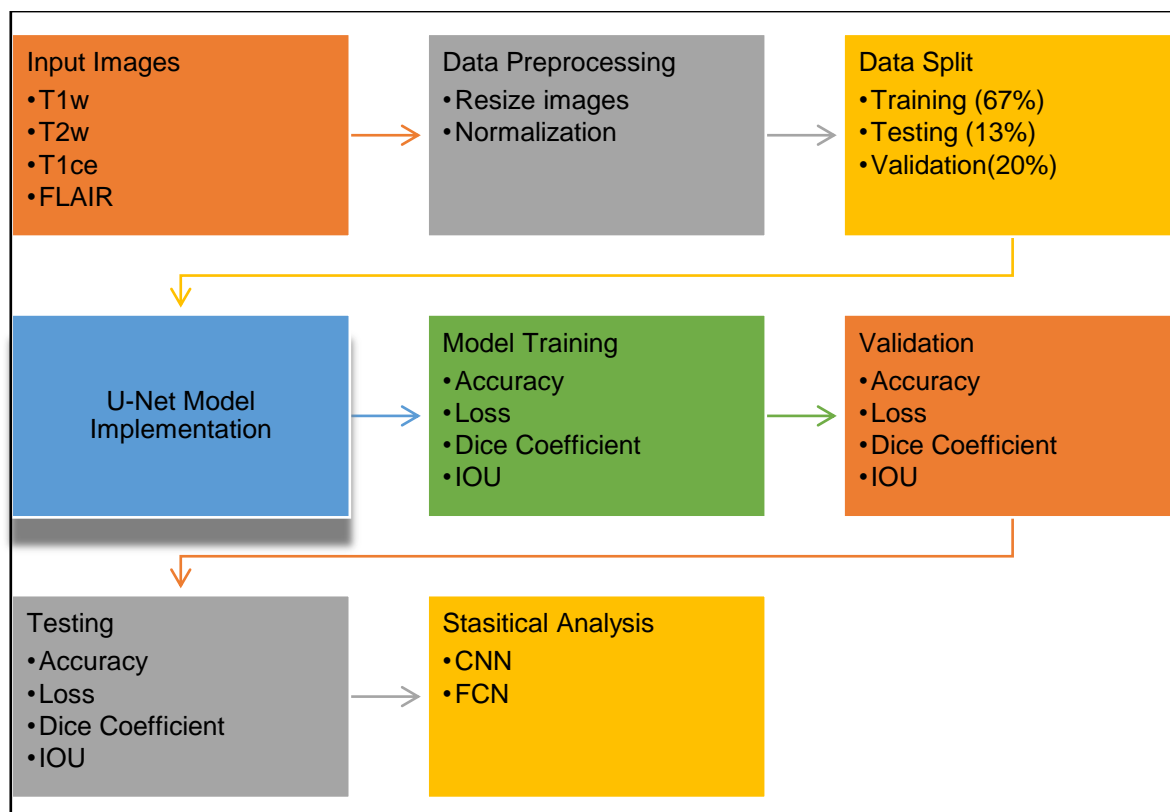 Input Images
•T1w
•T2w
•T1ce
•FLAIR
Data Preprocessing
•Resize images
•Normalization
Data Split
•Training (67%)
•Testing (13%)
•Validation(20%)
U-Net Model
Implementation
Model Training
•Accuracy
•Loss
•Dice Coefficient
•IOU
Validation
•Accuracy
•Loss
•Dice Coefficient
•IOU
Testing
•Accuracy
•Loss
•Dice Coefficient
•IOU
Stasitical Analysis
•CNN
•FCN